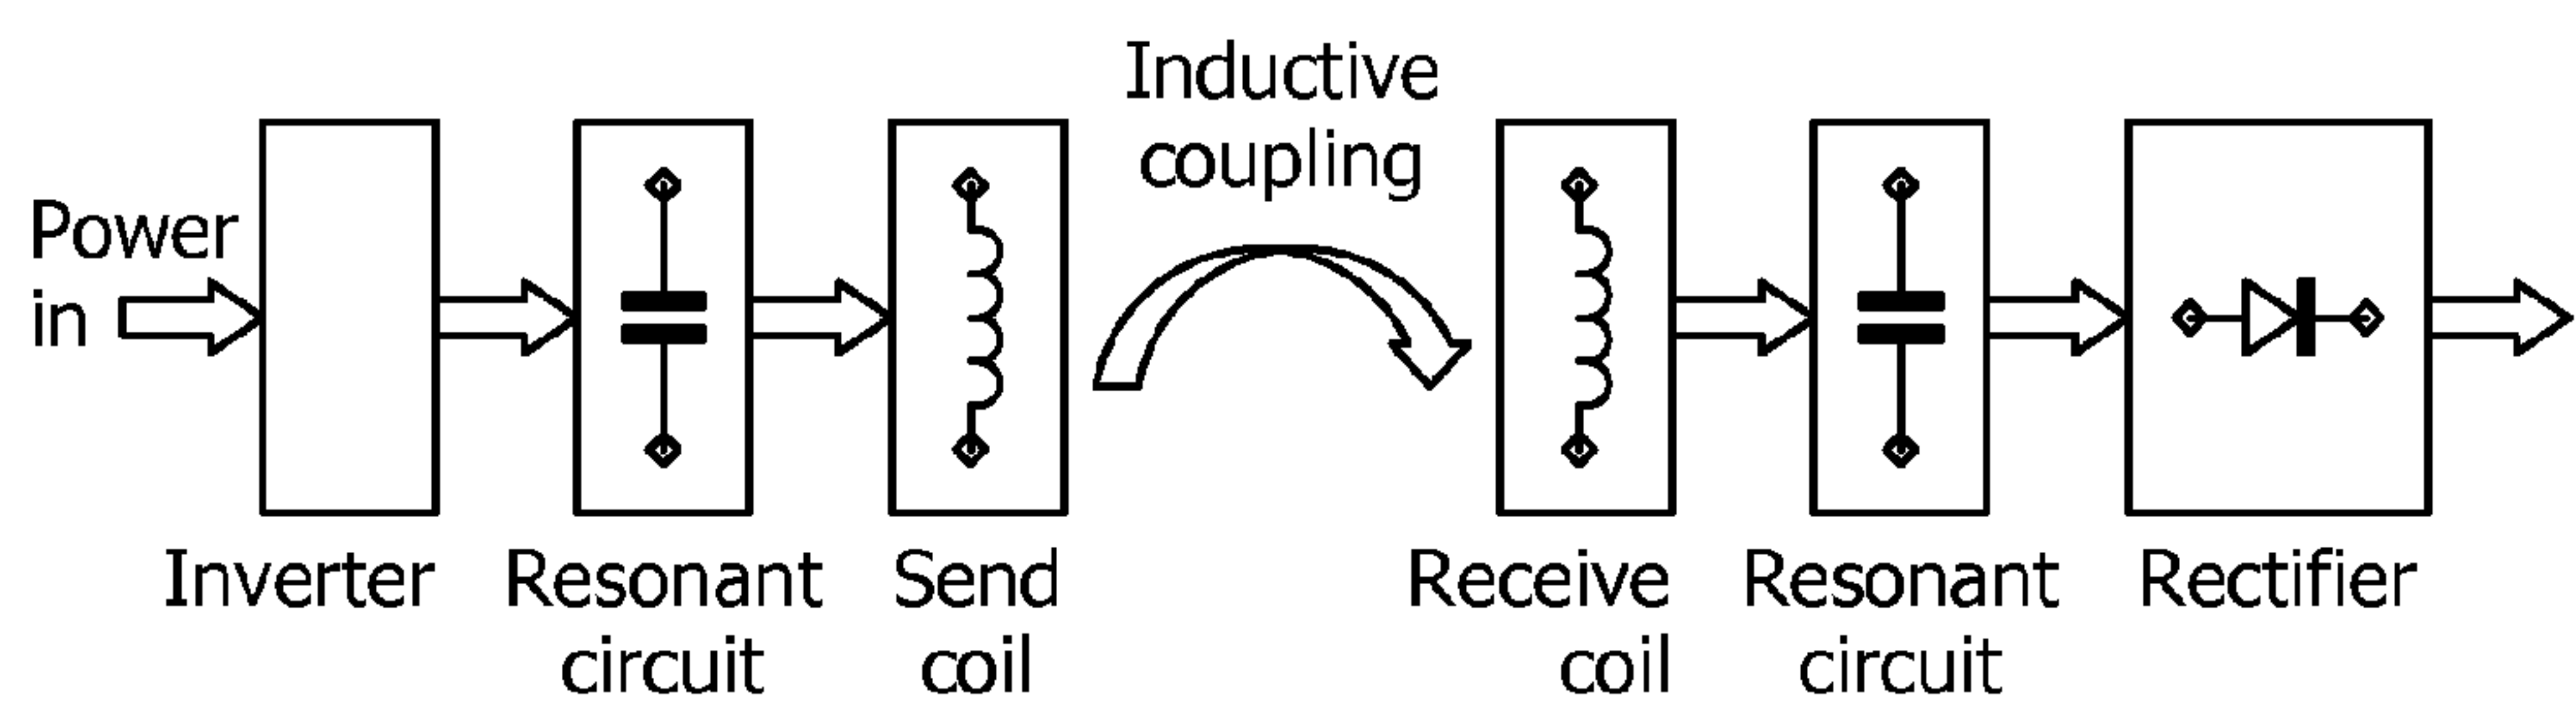 Power
in
Inverter
Resonant
circuit
Send
coil
Inductive
coupling
Receive
coil
Resonant
circuit
Rectifier